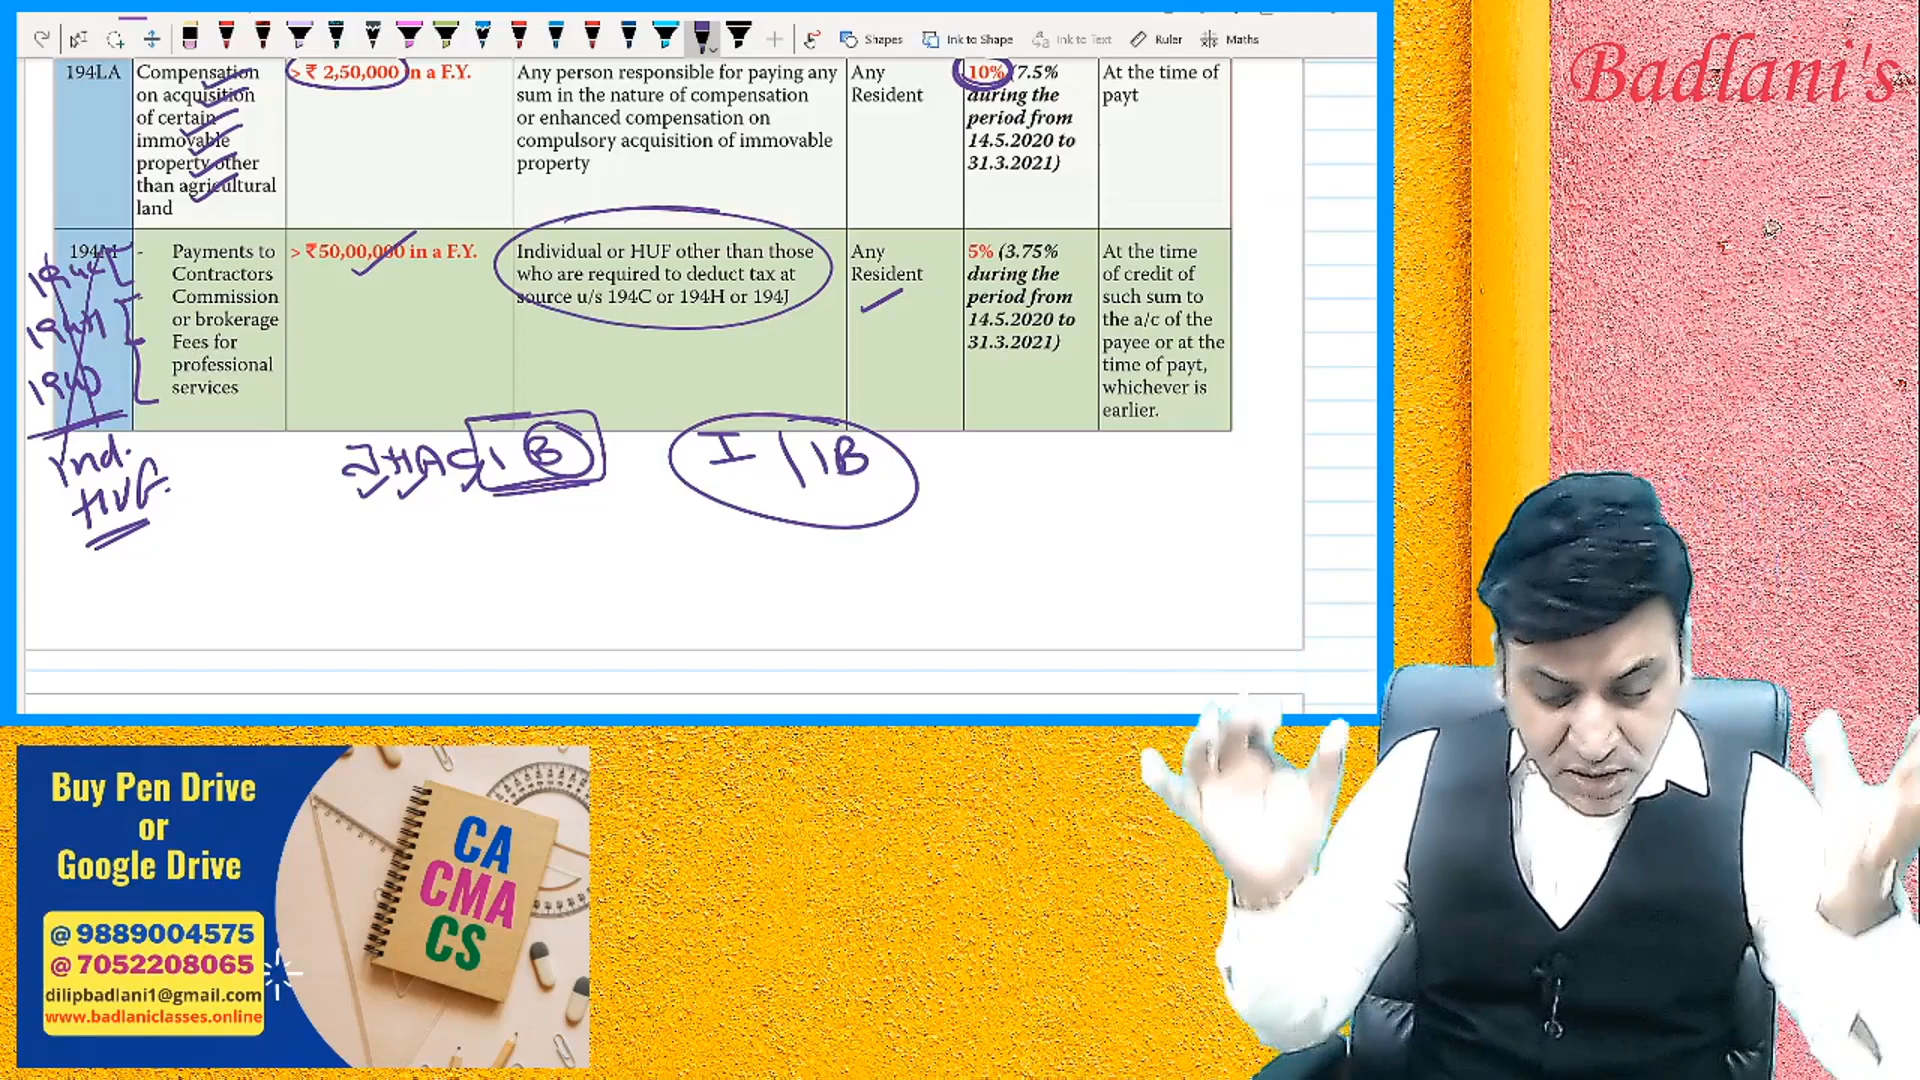 Shapes
Ink to Shape
Ink to Text
Ruler
Maths
Badlani's
194LA
Compensation
on acquisition
of certain
immovable
property other
than agricultural
land
> ₹ 2,50,000 in a F.Y.
Any person responsible for paying any
sum in the nature of compensation
or enhanced compensation on
compulsory acquisition of immovable
property
Any
Resident
10% (7.5%
during the
period from
14.5.2020 to
31.3.2021)
At the time of
payt
194M
- Payments to
Contractors
Commission
or brokerage
Fees for
professional
services
> ₹50,00,000 in a F.Y.
Individual or HUF other than those
who are required to deduct tax at
source u/s 194C or 194H or 194J
Any
Resident
5% (3.75%
during the
period from
14.5.2020 to
31.3.2021)
At the time
of credit of
such sum to
the a/c of the
payee or at the
time of payt,
whichever is
earlier.
194C
194H
Ind.
HUF.
I B
I \ IB
Buy Pen Drive
or
Google Drive
CA
CMA
CS
@ 9889004575
@ 7052208065
dilipbadlani1@gmail.com
www.badlaniclasses.online